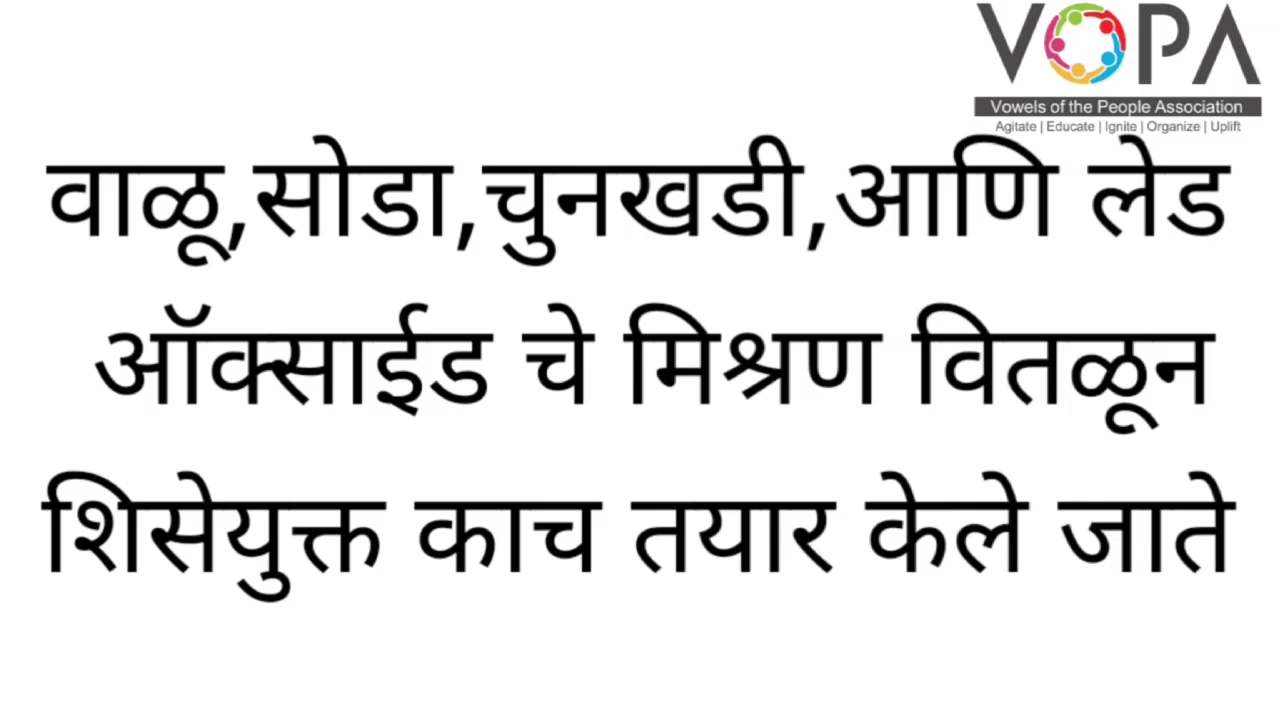 VOPA
Vowels of the People Association
Agitate | Educate | Ignite | Organize | Uplift
वाळू,सोडा,चुनखडी,आणि लेड
ऑक्साईड चे मिश्रण वितळून
शिसेयुक्त काच तयार केले जाते